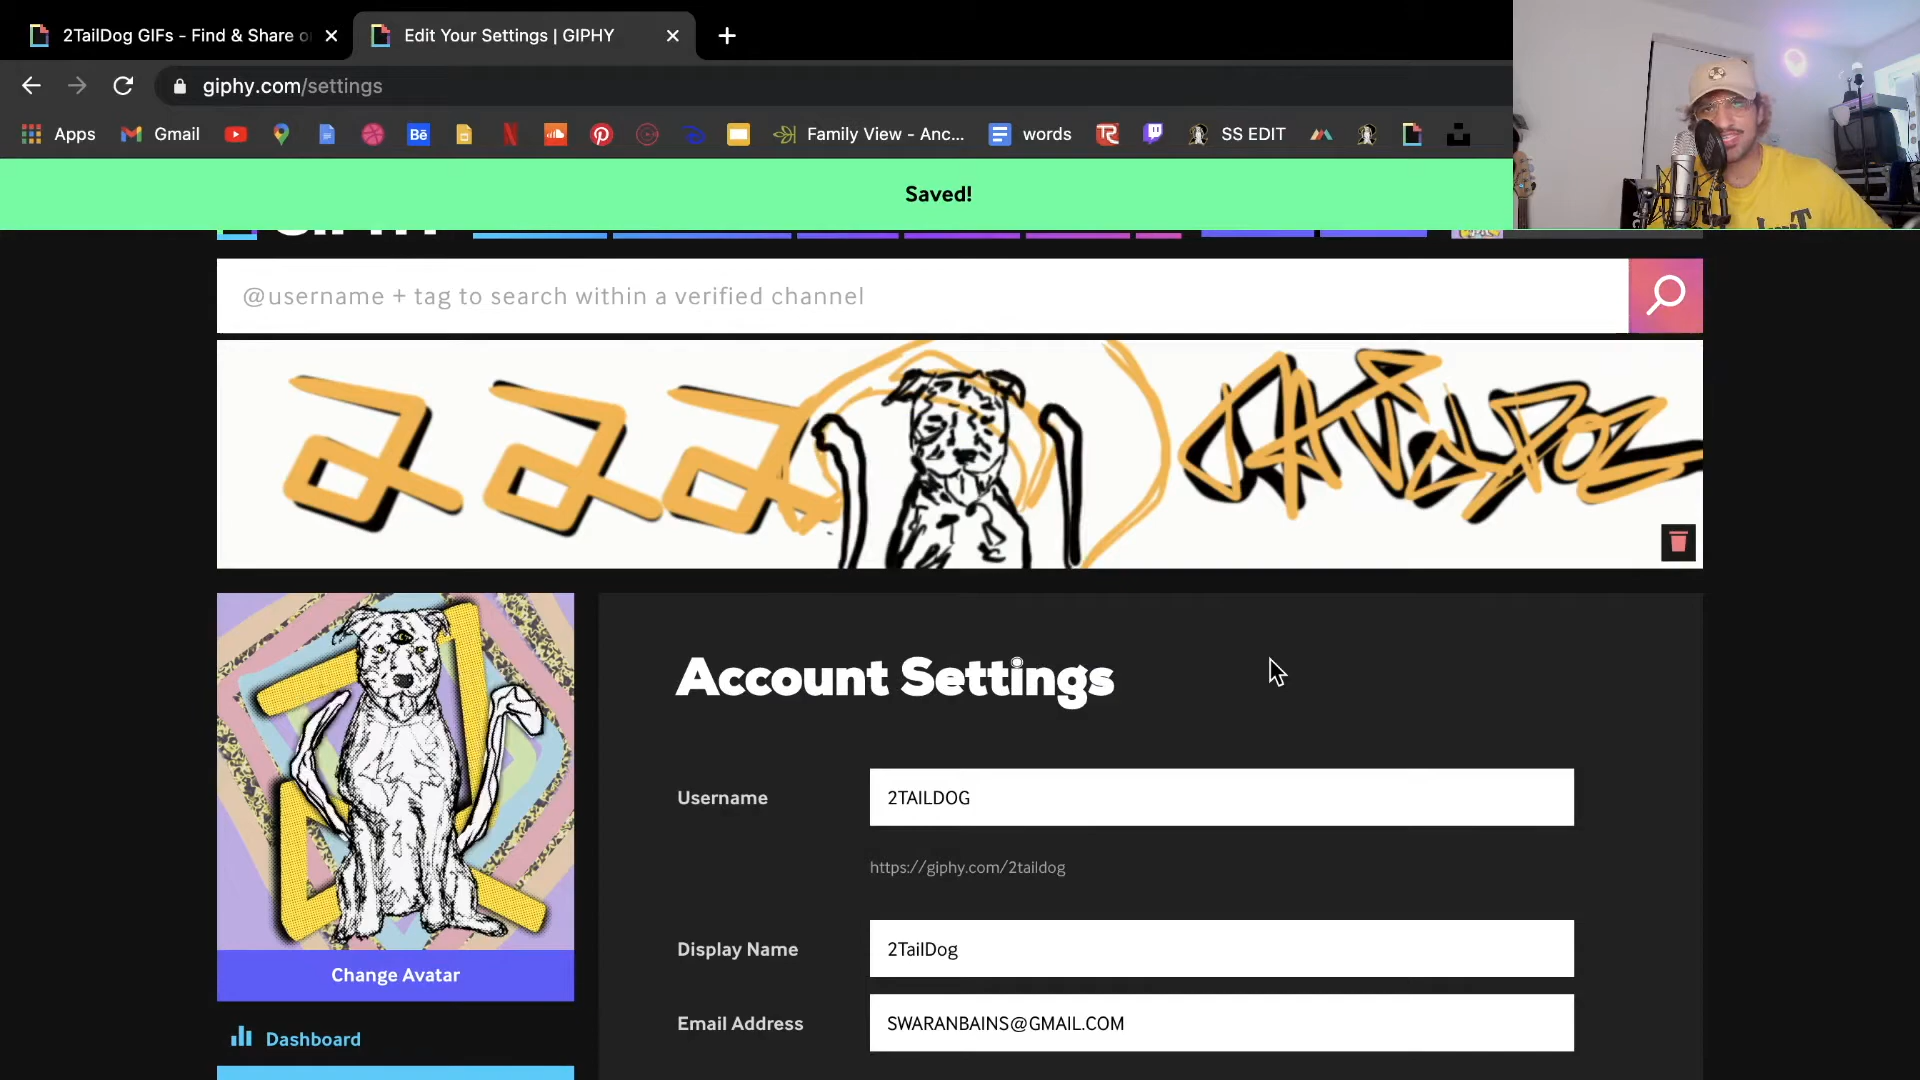 2TailDog GIFs - Find & Share o
Edit Your Settings | GIPHY
giphy.com/settings
Apps
Gmail
Bē
Family View - Anc...
words
SS EDIT
Saved!
@username + tag to search within a verified channel
Account Settings
Username
2TAILDOG
https://giphy.com/2taildog
Display Name
2TailDog
Change Avatar
Email Address
SWARANBAINS@GMAIL.COM
Dashboard